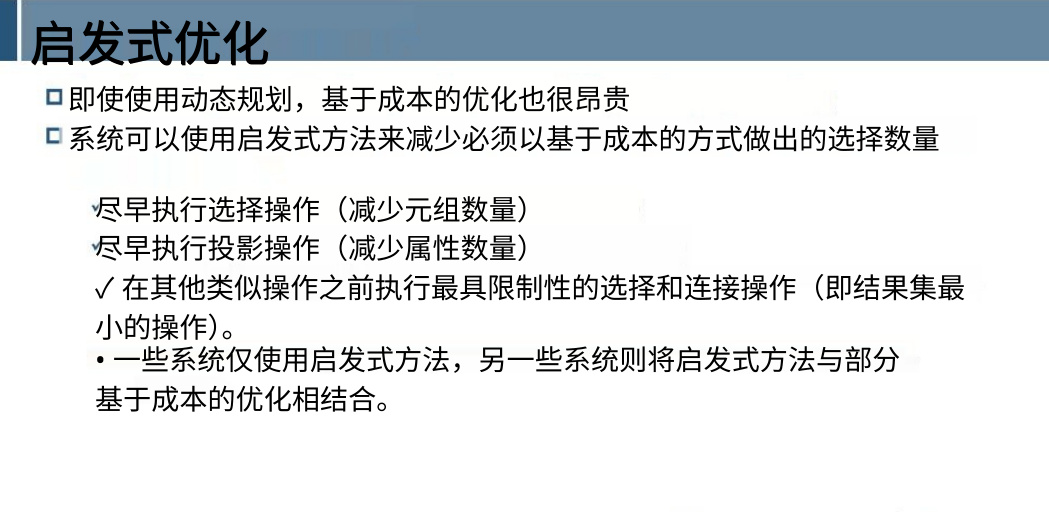 启发式优化
即使使用动态规划，基于成本的优化也很昂贵
系统可以使用启发式方法来减少必须以基于成本的方式做出的选择数量
尽早执行选择操作（减少元组数量）
尽早执行投影操作（减少属性数量）
✓ 在其他类似操作之前执行最具限制性的选择和连接操作（即结果集最
小的操作）。
• 一些系统仅使用启发式方法，另一些系统则将启发式方法与部分
基于成本的优化相结合。